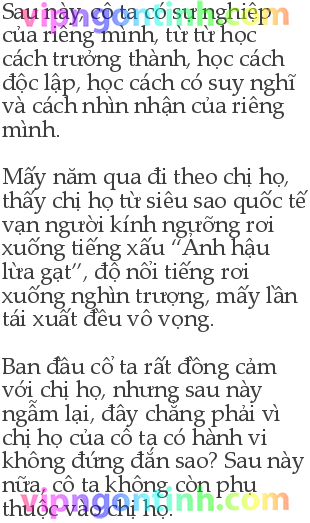 Sau này, cô ta có sự nghiệp
của riêng mình, từ từ học
cách trưởng thành, học cách
độc lập, học cách có suy nghĩ
và cách nhìn nhận của riêng
mình.
Mấy năm qua đi theo chị họ,
thấy chị họ từ siêu sao quốc tế
vạn người kính ngưỡng rơi
xuống tiếng xấu “Ảnh hậu
lừa gạt”, độ nổi tiếng rơi
xuống nghìn trượng, mấy lần
tái xuất đều vô vọng.
Ban đầu cô ta rất đồng cảm
với chị họ, nhưng sau này
ngẫm lại, đây chẳng phải vì
chị họ của cô ta có hành vi
không đứng đắn sao? Sau này
nữa, cô ta không còn phụ
thuộc vào chị họ.
vipngontinh.com
vipngontinh.com